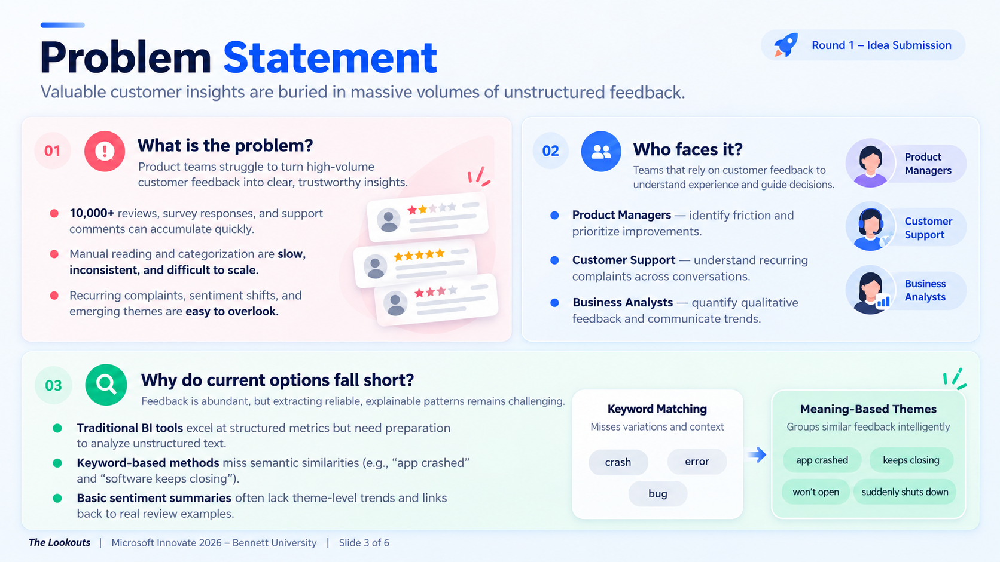 Problem Statement
Round 1 – Idea Submission
Valuable customer insights are buried in massive volumes of unstructured feedback.
01
What is the problem?
Product teams struggle to turn high-volume
customer feedback into clear, trustworthy insights.
10,000+ reviews, survey responses, and support
comments can accumulate quickly.
Manual reading and categorization are slow,
inconsistent, and difficult to scale.
Recurring complaints, sentiment shifts, and
emerging themes are easy to overlook.
02
Who faces it?
Teams that rely on customer feedback to
understand experience and guide decisions.
Product Managers — identify friction and
prioritize improvements.
Customer Support — understand recurring
complaints across conversations.
Business Analysts — quantify qualitative
feedback and communicate trends.
Product
Managers
Customer
Support
Business
Analysts
03
Why do current options fall short?
Feedback is abundant, but extracting reliable, explainable patterns remains challenging.
Traditional BI tools excel at structured metrics but need preparation
to analyze unstructured text.
Keyword-based methods miss semantic similarities (e.g., “app crashed”
and “software keeps closing”).
Basic sentiment summaries often lack theme-level trends and links
back to real review examples.
Keyword Matching
Misses variations and context
crash
error
bug
Meaning-Based Themes
Groups similar feedback intelligently
app crashed
keeps closing
won’t open
suddenly shuts down
The Lookouts | Microsoft Innovate 2026 – Bennett University | Slide 3 of 6